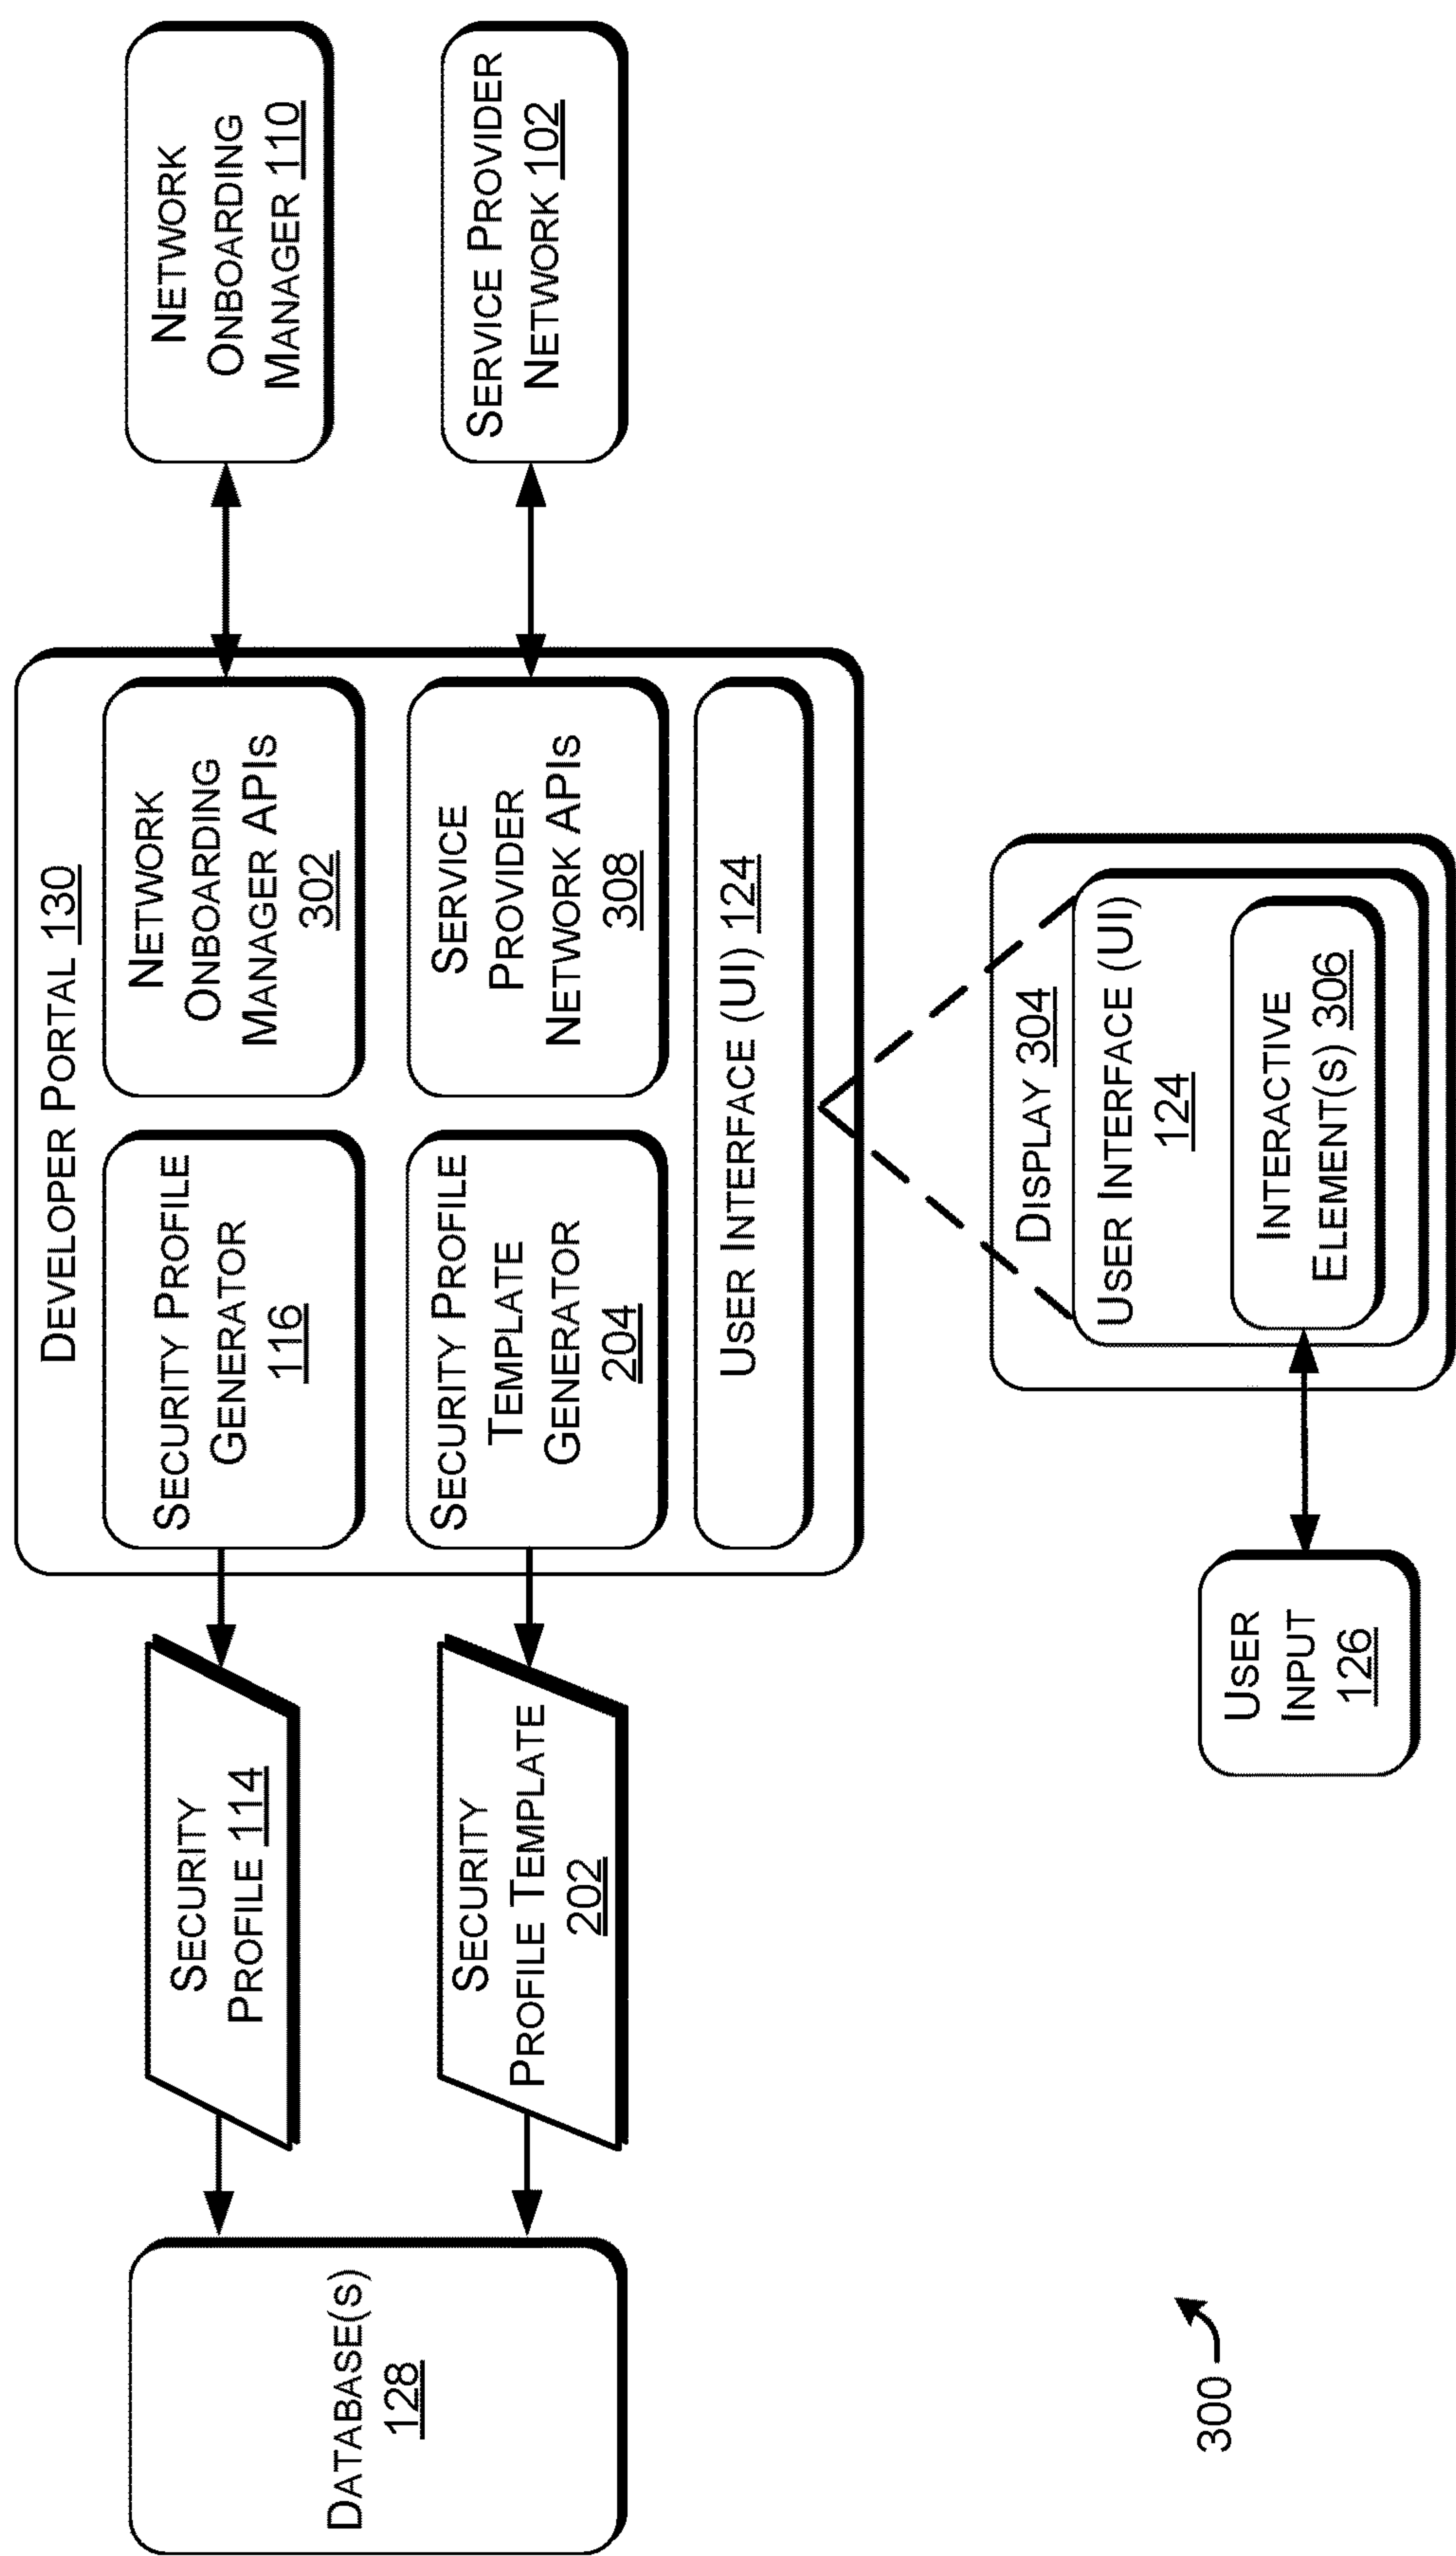 DEVELOPER PORTAL 130
DATABASE(S)
128
SECURITY
PROFILE 114
SECURITY PROFILE
GENERATOR
116
NETWORK
ONBOARDING
MANAGER APIS
302
NETWORK
ONBOARDING
MANAGER 110
SECURITY
PROFILE TEMPLATE
202
SECURITY PROFILE
TEMPLATE
GENERATOR
204
SERVICE
PROVIDER
NETWORK APIS
308
SERVICE PROVIDER
NETWORK 102
USER INTERFACE (UI) 124
DISPLAY 304
USER INTERFACE (UI)
124
INTERACTIVE
ELEMENT(S) 306
USER
INPUT
126
300